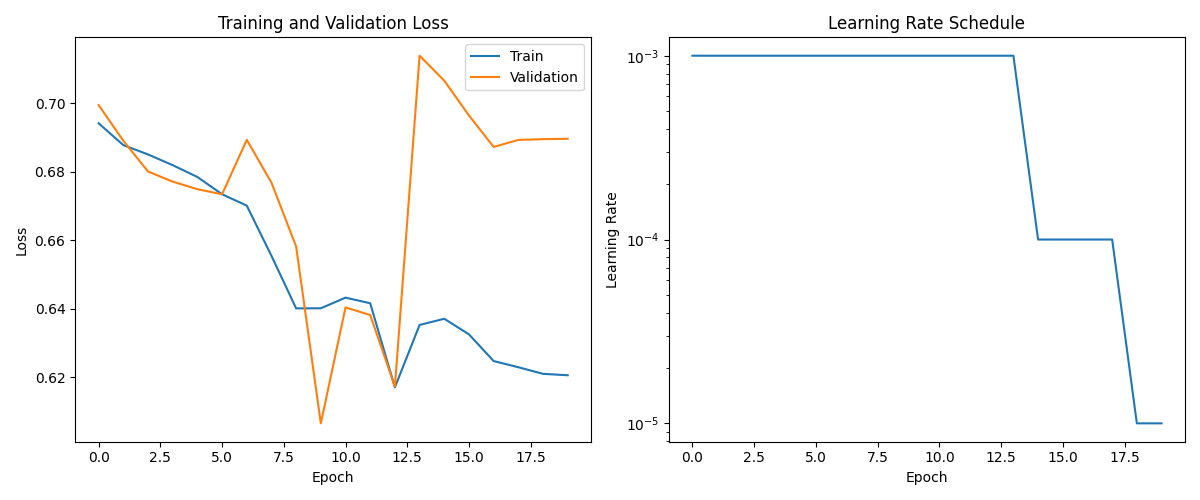 Training and Validation Loss
Train
Validation
0.70
0.68
0.66
0.64
0.62
Loss
0.0 2.5 5.0 7.5 10.0 12.5 15.0 17.5
Epoch
Learning Rate Schedule
10⁻³
10⁻⁴
10⁻⁵
Learning Rate
0.0 2.5 5.0 7.5 10.0 12.5 15.0 17.5
Epoch